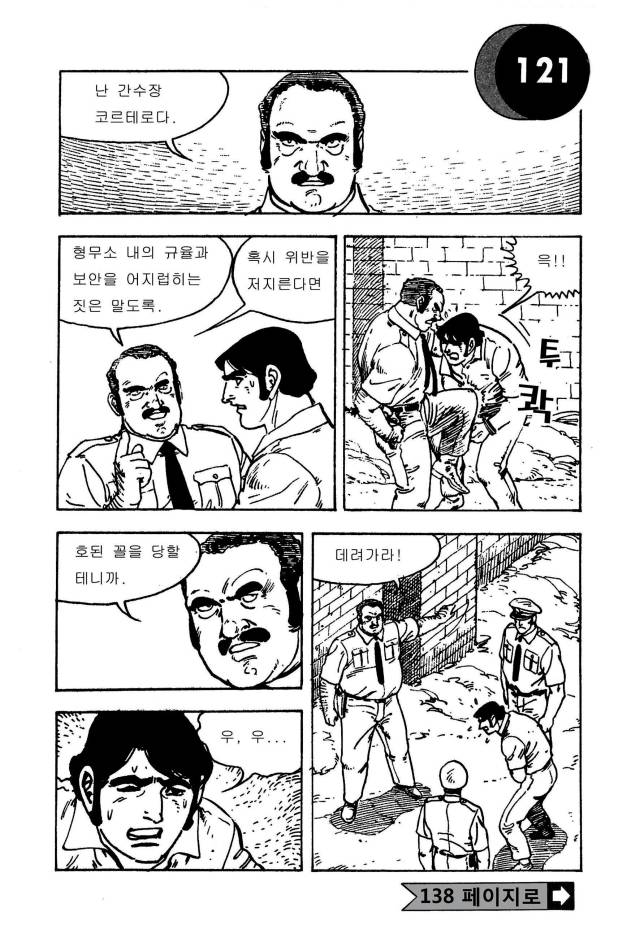 121
난 간수장
코르테로다.
형무소 내의 규율과
보안을 어지럽히는
짓은 말도록.
혹시 위반을
저지른다면
윽!!
투
콱
호된 꼴을 당할
테니까.
데려가라!
우, 우...
138 페이지로